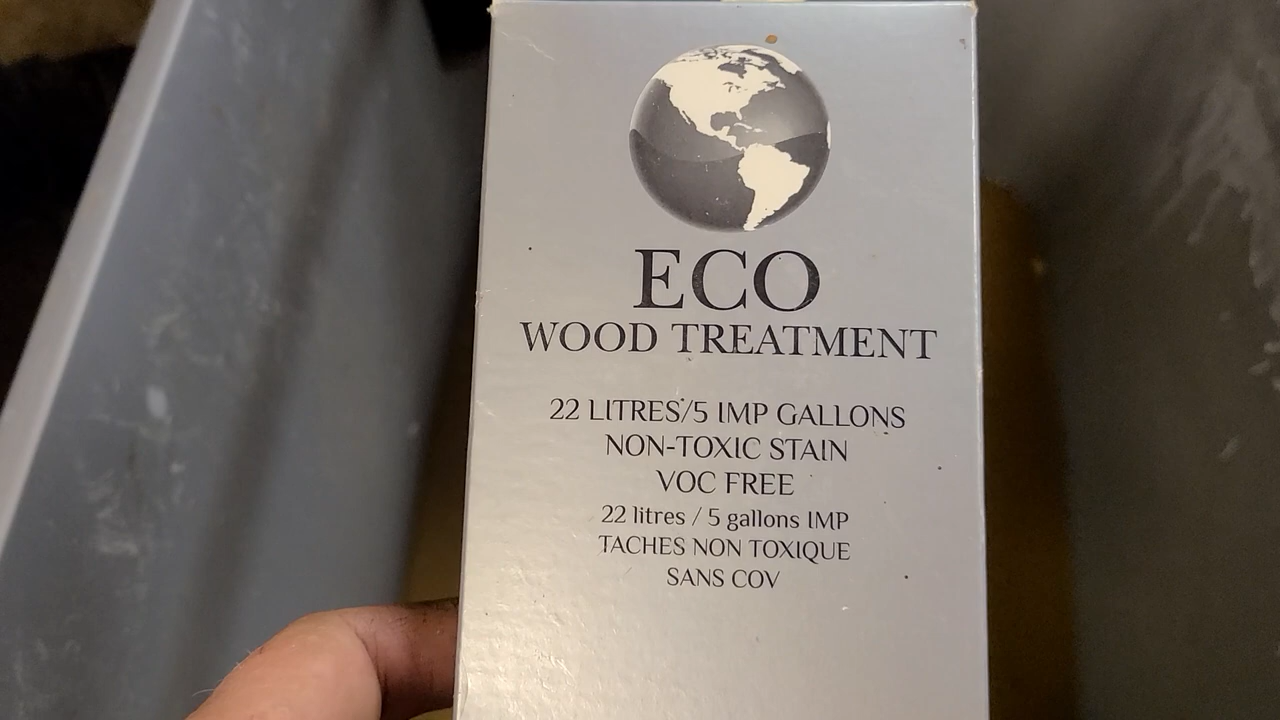 ECO
WOOD TREATMENT
22 LITRES/5 IMP GALLONS
NON-TOXIC STAIN
VOC FREE
22 litres / 5 gallons IMP
TACHES NON TOXIQUE
SANS COV